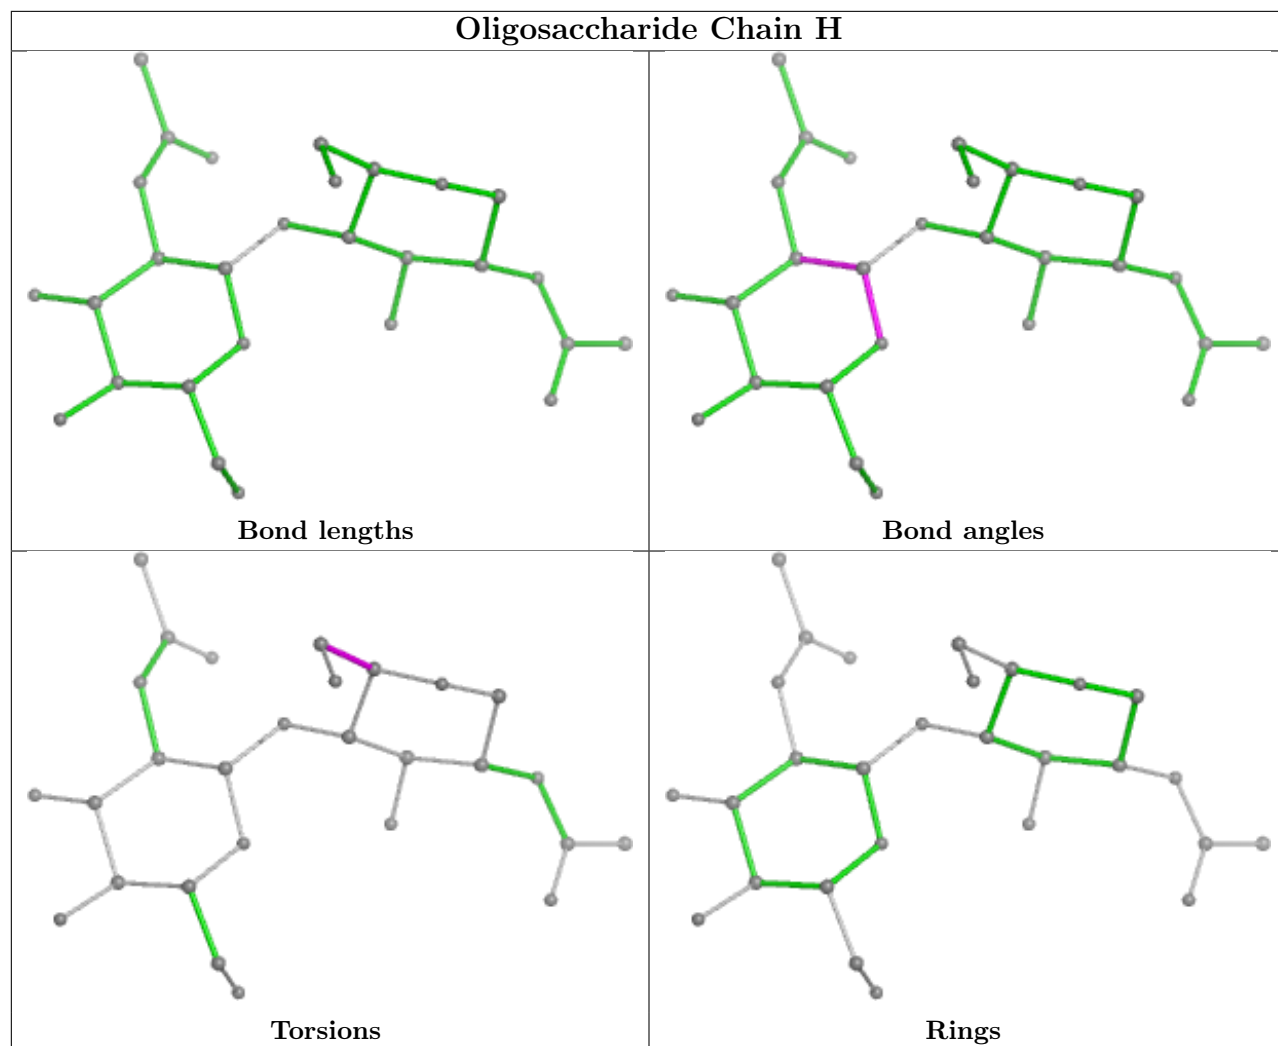 Oligosaccharide Chain H
Bond lengths
Bond angles
Torsions
Rings